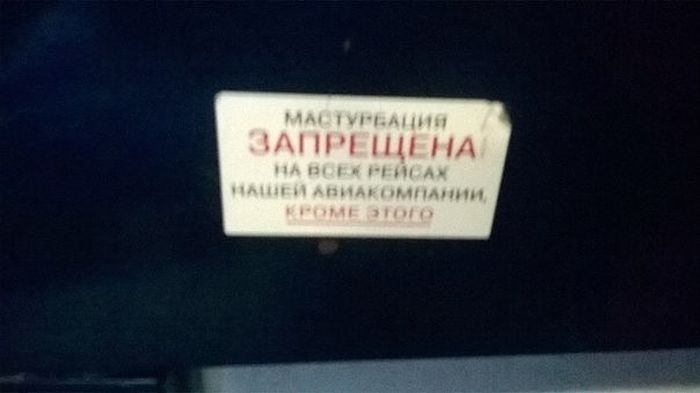 МАСТУРБАЦИЯ
ЗАПРЕЩЕНА
НА ВСЕХ РЕЙСАХ
НАШЕЙ АВИАКОМПАНИИ,
КРОМЕ ЭТОГО